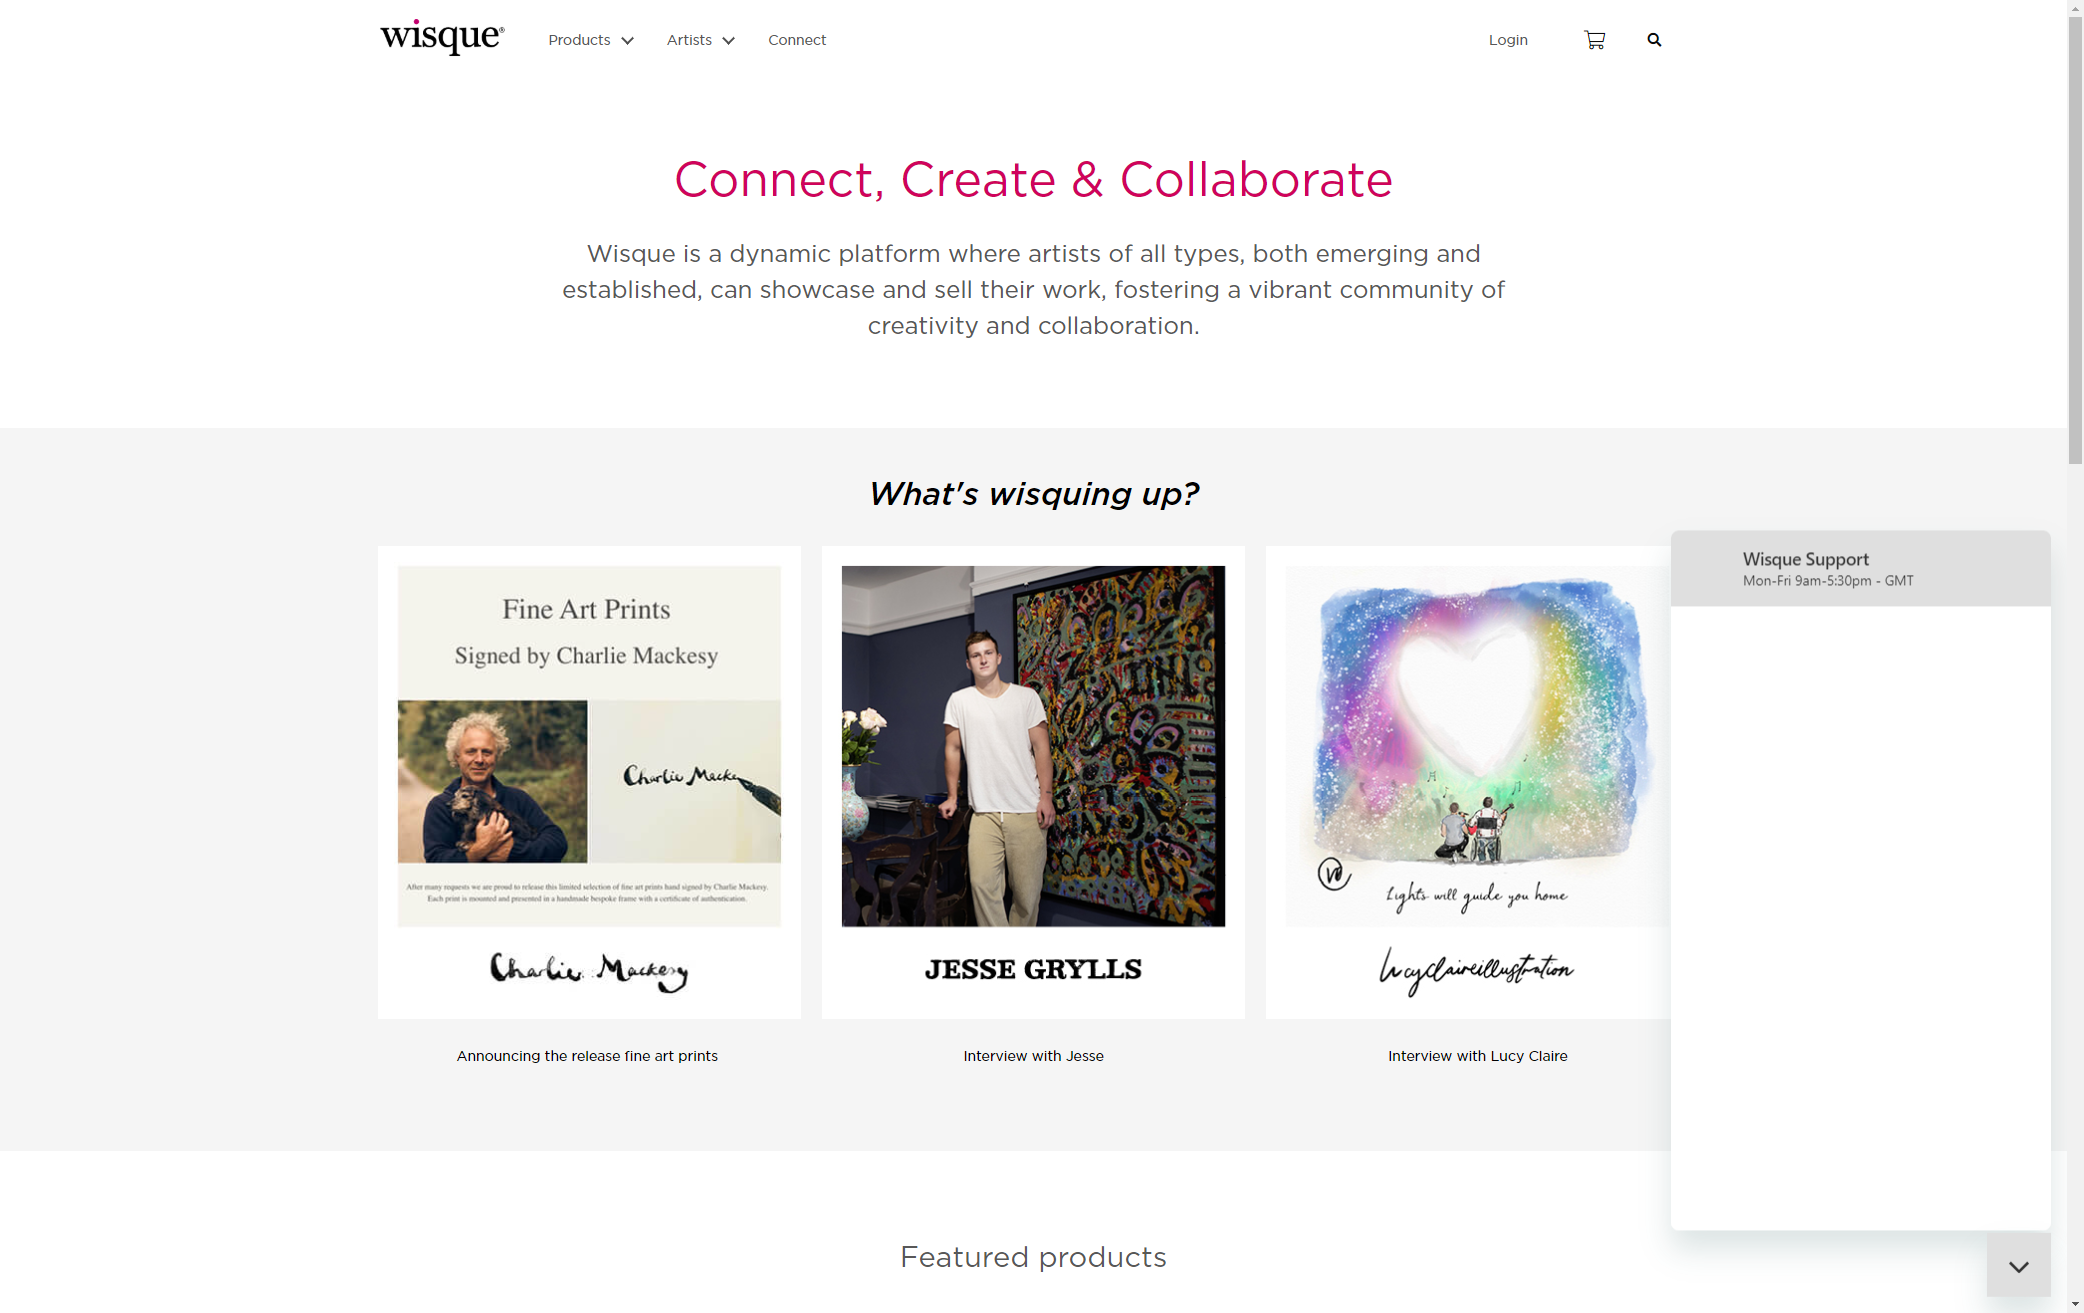 wisque®
Products
Artists
Connect
Login
Connect, Create & Collaborate
Wisque is a dynamic platform where artists of all types, both emerging and
established, can showcase and sell their work, fostering a vibrant community of
creativity and collaboration.
What's wisquing up?
Fine Art Prints
Signed by Charlie Mackesy
Charlie Macke
After many requests we are proud to release this limited selection of fine art prints hand signed by Charlie Mackesy.
Each print is mounted and presented in a handmade bespoke frame with a certificate of authentication.
Charlie Mackesy
Announcing the release fine art prints
JESSE GRYLLS
Interview with Jesse
Lights will guide you home
lucyclaireillustration
Interview with Lucy Claire
Wisque Support
Mon-Fri 9am-5:30pm - GMT
Featured products